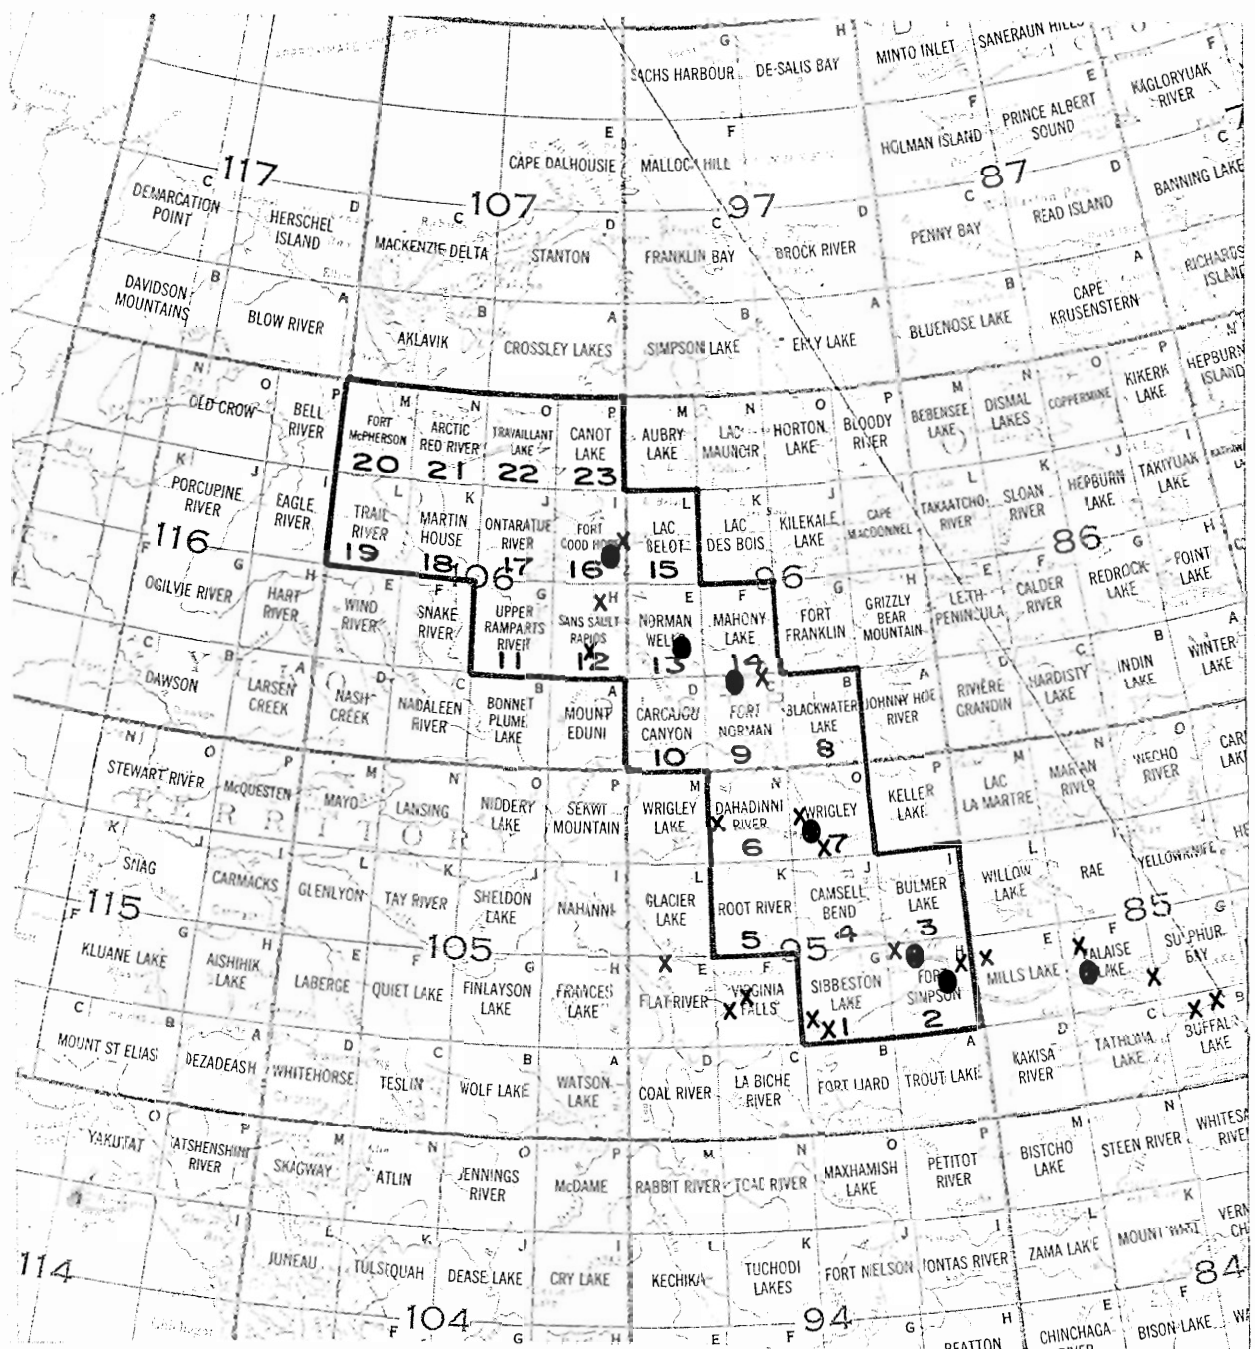 G
H
SACHS HARBOUR
DE-SALIS BAY
MINTO INLET
E
F
CAPE DALHOUSIE
MALLOCH HILL
F
HOLMAN ISLAND
E
PRINCE ALBERT
SOUND
F
KAGLORYUAK
RIVER
117
107
97
87
C
DEMARCATION
POINT
D
HERSCHEL
ISLAND
C
MACKENZIE DELTA
D
STANTON
C
FRANKLIN BAY
D
BROCK RIVER
C
PENNY BAY
D
READ ISLAND
C
BANNING LAKE
B
DAVIDSON
MOUNTAINS
A
BLOW RIVER
B
AKLAVIK
A
CROSSLEY LAKES
B
SIMPSON LAKE
A
ERLY LAKE
B
BLUENOSE LAKE
A
CAPE
KRUSENSTERN
N
OLD CROW
O
BELL
RIVER
P
M
FORT
McPHERSON
20
N
ARCTIC
RED RIVER
21
O
TRAVAILLANT
LAKE
22
P
CANOT
LAKE
23
M
AUBRY
LAKE
N
LAC
MAUNOIR
O
HORTON
LAKE
P
BLOODY
RIVER
M
BEBENSEE
LAKE
N
DISMAL
LAKES
O
COPPERMINE
P
KIKERK
LAKE
N
HEPBURN
ISLAND
K
PORCUPINE
RIVER
J
EAGLE
RIVER
I
L
TRAIL
RIVER
19
K
MARTIN
HOUSE
18
J
ONTARATUE
RIVER
17
I
FORT
GOOD HOPE
16
L
LAC
BELOT
15
K
LAC
DES BOIS
J
KILEKALE
LAKE
I
CAPE
MACDONNEL
L
TAKAATCHO
RIVER
K
SLOAN
RIVER
J
HEPBURN
LAKE
I
TAKIYUAK
LAKE
116
106
96
86
F
OGILVIE RIVER
G
HART
RIVER
H
E
WIND
RIVER
F
SNAKE
RIVER
G
UPPER
RAMPARTS
RIVER
11
H
SANS SAULT
RAPIDS
12
E
NORMAN
WELLS
13
F
MAHONY
LAKE
14
FORT
FRANKLIN
H
GRIZZLY
BEAR
MOUNTAIN
E
LEITH
PENINSULA
F
CALDER
RIVER
G
REDROCK
LAKE
H
POINT
LAKE
C
DAWSON
B
LARSEN
CREEK
A
D
NASH
CREEK
C
NADALEEN
RIVER
B
BONNET
PLUME
LAKE
A
MOUNT
EDUNI
D
CARCAJOU
CANYON
10
FORT
NORMAN
9
B
BLACKWATER
LAKE
8
A
JOHNNY HOE
RIVER
D
RIVIÈRE
GRANDIN
C
HARDISTY
LAKE
B
INDIN
LAKE
A
WINTER
LAKE
N
STEWART RIVER
O
McQUESTEN
P
M
MAYO
N
LANSING
O
NIDDERY
LAKE
P
SEKWI
MOUNTAIN
M
WRIGLEY
LAKE
N
DAHADINNI
RIVER
6
O
WRIGLEY
7
P
KELLER
LAKE
M
LAC
LA MARTRE
N
MARIAN
RIVER
O
WECHO
RIVER
K
SNAG
J
CARMACKS
I
L
GLENLYON
K
TAY RIVER
J
SHELDON
LAKE
I
NAHANNI
L
GLACIER
LAKE
K
ROOT RIVER
5
J
CAMSELL
BEND
4
I
BULMER
LAKE
3
L
WILLOW
LAKE
RAE
YELLOWKNIFE
115
105
95
85
F
KLUANE LAKE
G
AISHIHIK
LAKE
H
E
LABERGE
F
QUIET LAKE
G
FINLAYSON
LAKE
H
FRANCES
LAKE
E
FLAT RIVER
F
VIRGINIA
FALLS
G
SIBBESTON
LAKE
1
H
FORT
SIMPSON
2
E
MILLS LAKE
F
FALAISE
LAKE
G
SULPHUR
BAY
C
MOUNT ST ELIAS
B
DEZADEASH
A
D
WHITEHORSE
C
TESLIN
B
WOLF LAKE
A
WATSON
LAKE
D
COAL RIVER
C
LA BICHE
RIVER
B
FORT LIARD
A
TROUT LAKE
D
KAKISA
RIVER
C
TATHLINA
LAKE
B
BUFFALO
LAKE
O
YAKUTAT
P
TATSHENSHINI
RIVER
M
SKAGWAY
N
ATLIN
O
JENNINGS
RIVER
P
McDAME
M
RABBIT RIVER
N
TOAD RIVER
O
MAXHAMISH
LAKE
P
PETITOT
RIVER
M
BISTCHO
LAKE
N
STEEN RIVER
I
L
JUNEAU
K
TULSEQUAH
J
DEASE LAKE
I
CRY LAKE
L
KECHIKA
K
TUCHODI
LAKES
J
FORT NELSON
I
FONTAS RIVER
L
ZAMA LAKE
K
MOUNT WATT
114
104
94
84
F
G
H
E
F
G
H
BEATTON
E
CHINCHAGA
RIVER
F
BISON LAKE